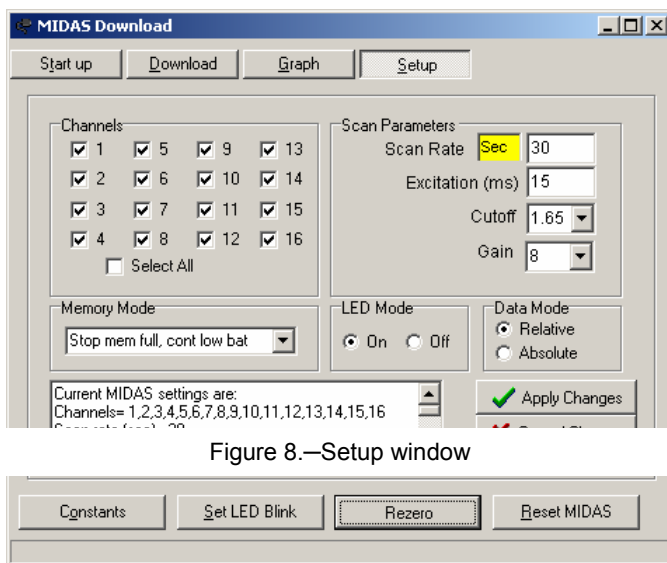 MIDAS Download
Start up Download Graph Setup
Channels
1 5 9 13
2 6 10 14
3 7 11 15
4 8 12 16
Select All
Scan Parameters
Scan Rate Sec 30
Excitation (ms) 15
Cutoff 1.65
Gain 8
Memory Mode
Stop mem full, cont low bat
LED Mode
On Off
Data Mode
Relative
Absolute
Current MIDAS settings are:
Channels= 1,2,3,4,5,6,7,8,9,10,11,12,13,14,15,16
Apply Changes
Figure 8.—Setup window
Constants Set LED Blink Rezero Reset MIDAS